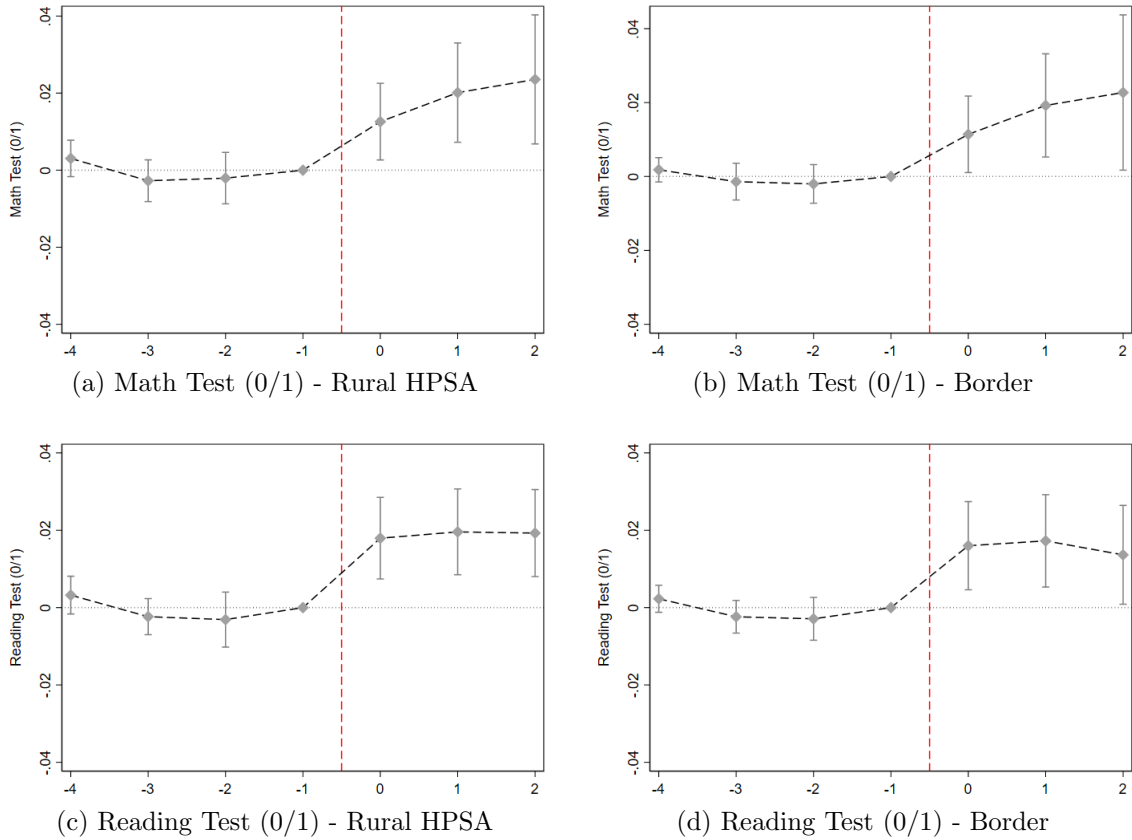 Math Test (0/1)
.04
.02
0
-.02
-.04
-4 -3 -2 -1 0 1 2
(a) Math Test (0/1) - Rural HPSA
Math Test (0/1)
.04
.02
0
-.02
-.04
-4 -3 -2 -1 0 1 2
(b) Math Test (0/1) - Border
Reading Test (0/1)
.04
.02
0
-.02
-.04
-4 -3 -2 -1 0 1 2
(c) Reading Test (0/1) - Rural HPSA
Reading Test (0/1)
.04
.02
0
-.02
-.04
-4 -3 -2 -1 0 1 2
(d) Reading Test (0/1) - Border